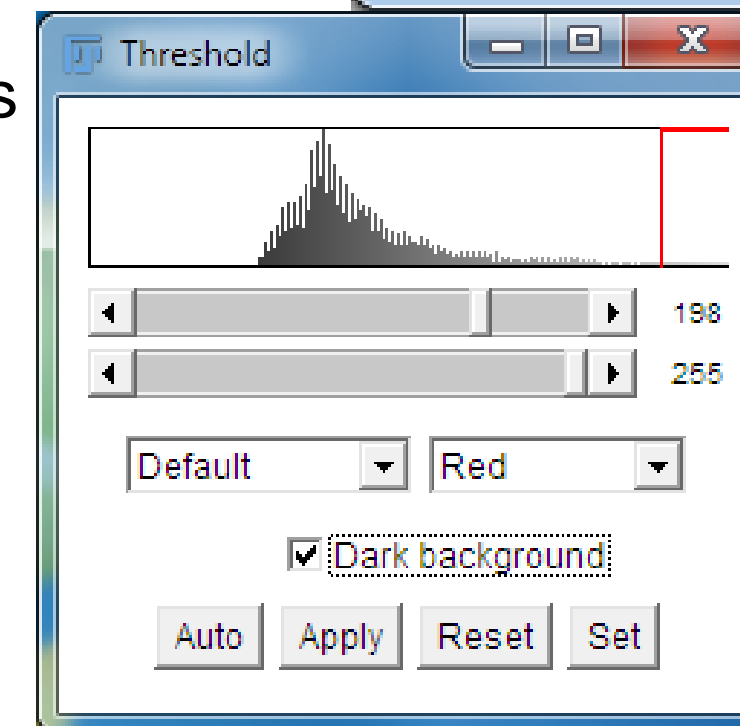 Threshold
s
198
255
Default Red
Dark background
Auto Apply Reset Set